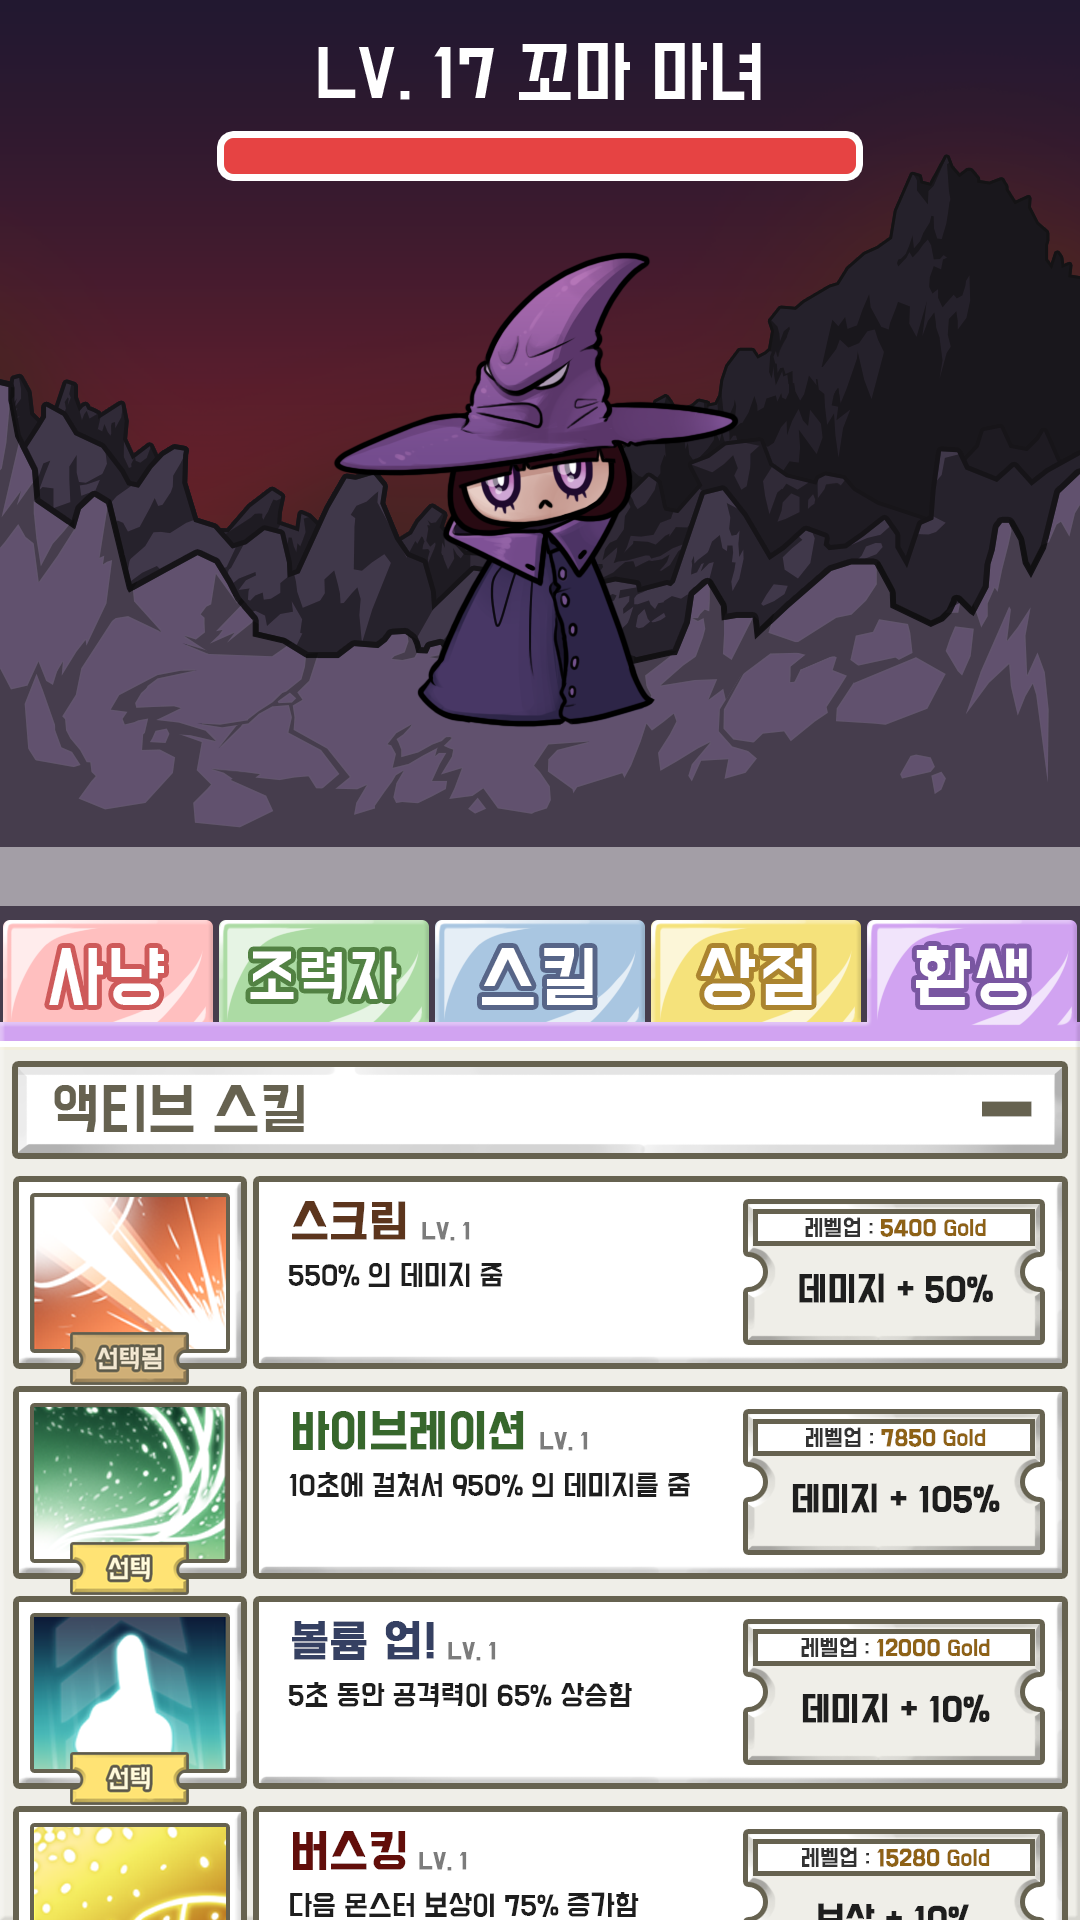 LV. 17 꼬마 마녀
사냥 조력자 스킬 상점 환생
액티브 스킬
스크림 LV. 1
550% 의 데미지 줌
레벨업 : 5400 Gold
데미지 + 50%
선택됨
바이브레이션 LV. 1
10초에 걸쳐서 950% 의 데미지를 줌
레벨업 : 7850 Gold
데미지 + 105%
선택
볼륨 업! LV. 1
5초 동안 공격력이 65% 상승함
레벨업 : 12000 Gold
데미지 + 10%
선택
버스킹 LV. 1
다음 몬스터 보상이 75% 증가함
레벨업 : 15280 Gold
보상 + 10%